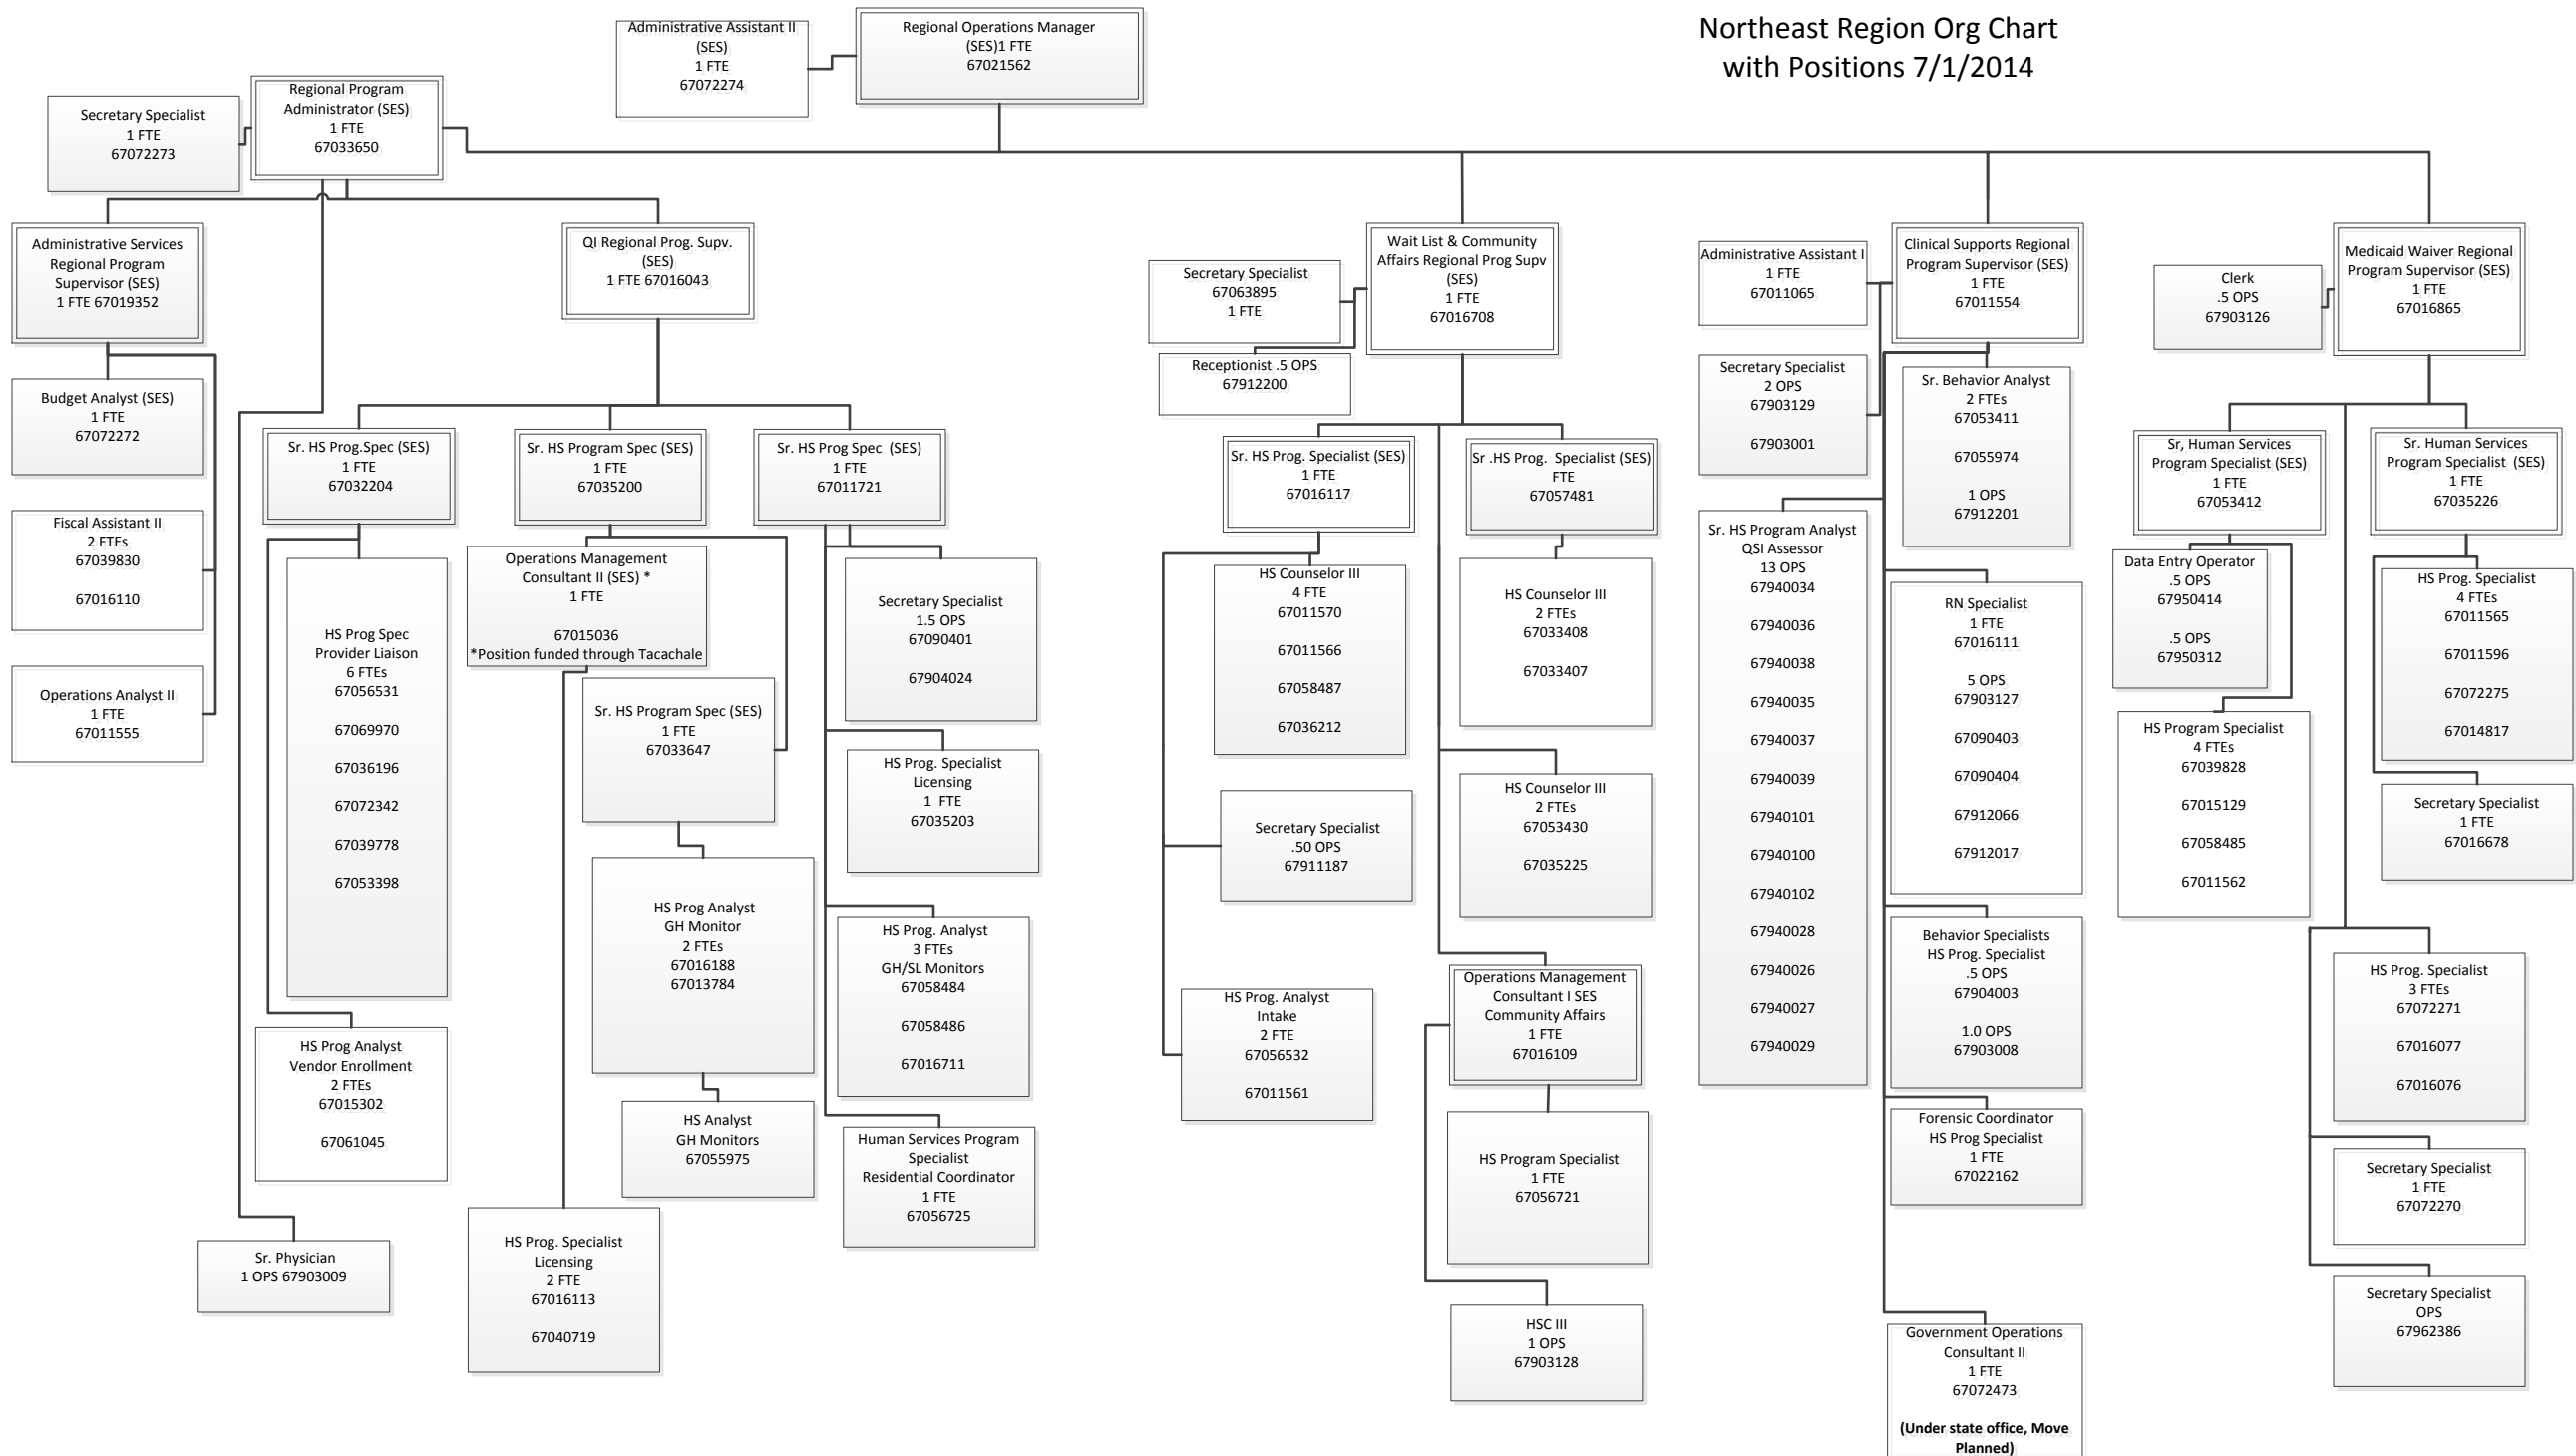 Northeast Region Org Chart
with Positions 7/1/2014
Administrative Assistant II
(SES)
1 FTE
67072274
Regional Operations Manager
(SES)1 FTE
67021562
Secretary Specialist
1 FTE
67072273
Regional Program
Administrator (SES)
1 FTE
67033650
Administrative Services
Regional Program
Supervisor (SES)
1 FTE 67019352
Budget Analyst (SES)
1 FTE
67072272
Fiscal Assistant II
2 FTEs
67039830
67016110
Operations Analyst II
1 FTE
67011555
QI Regional Prog. Supv.
(SES)
1 FTE 67016043
Sr. HS Prog.Spec (SES)
1 FTE
67032204
HS Prog Spec
Provider Liaison
6 FTEs
67056531
67069970
67036196
67072342
67039778
67053398
HS Prog Analyst
Vendor Enrollment
2 FTEs
67015302
67061045
Sr. Physician
1 OPS 67903009
Sr. HS Program Spec (SES)
1 FTE
67035200
Operations Management
Consultant II (SES) *
1 FTE
67015036
*Position funded through Tacachale
Sr. HS Program Spec (SES)
1 FTE
67033647
HS Prog Analyst
GH Monitor
2 FTEs
67016188
67013784
HS Analyst
GH Monitors
67055975
HS Prog. Specialist
Licensing
2 FTE
67016113
67040719
Sr. HS Prog Spec  (SES)
1 FTE
67011721
Secretary Specialist
1.5 OPS
67090401
67904024
HS Prog. Specialist
Licensing
1  FTE
67035203
HS Prog. Analyst
3 FTEs
GH/SL Monitors
67058484
67058486
67016711
Human Services Program
Specialist
Residential Coordinator
1 FTE
67056725
Wait List & Community
Affairs Regional Prog Supv
(SES)
1 FTE
67016708
Secretary Specialist
67063895
1 FTE
Receptionist .5 OPS
67912200
Sr. HS Prog. Specialist (SES)
1 FTE
67016117
HS Counselor III
4 FTE
67011570
67011566
67058487
67036212
Secretary Specialist
.50 OPS
67911187
HS Prog. Analyst
Intake
2 FTE
67056532
67011561
Sr .HS Prog.  Specialist (SES)
FTE
67057481
HS Counselor III
2 FTEs
67033408
67033407
HS Counselor III
2 FTEs
67053430
67035225
Operations Management
Consultant I SES
Community Affairs
1 FTE
67016109
HS Program Specialist
1 FTE
67056721
HSC III
1 OPS
67903128
Administrative Assistant I
1 FTE
67011065
Clinical Supports Regional
Program Supervisor (SES)
1 FTE
67011554
Secretary Specialist
2 OPS
67903129
67903001
Sr. Behavior Analyst
2 FTEs
67053411
67055974
1 OPS
67912201
Sr. HS Program Analyst
QSI Assessor
13 OPS
67940034
67940036
67940038
67940035
67940037
67940039
67940101
67940100
67940102
67940028
67940026
67940027
67940029
RN Specialist
1 FTE
67016111
5 OPS
67903127
67090403
67090404
67912066
67912017
Behavior Specialists
HS Prog. Specialist
.5 OPS
67904003
1.0 OPS
67903008
Forensic Coordinator
HS Prog Specialist
1 FTE
67022162
Government Operations
Consultant II
1 FTE
67072473
(Under state office, Move
Planned)
Clerk
.5 OPS
67903126
Medicaid Waiver Regional
Program Supervisor (SES)
1 FTE
67016865
Sr, Human Services
Program Specialist (SES)
1 FTE
67053412
Data Entry Operator
.5 OPS
67950414
.5 OPS
67950312
HS Program Specialist
4 FTEs
67039828
67015129
67058485
67011562
Sr. Human Services
Program Specialist  (SES)
1 FTE
67035226
HS Prog. Specialist
4 FTEs
67011565
67011596
67072275
67014817
Secretary Specialist
1 FTE
67016678
HS Prog. Specialist
3 FTEs
67072271
67016077
67016076
Secretary Specialist
1 FTE
67072270
Secretary Specialist
OPS
67962386